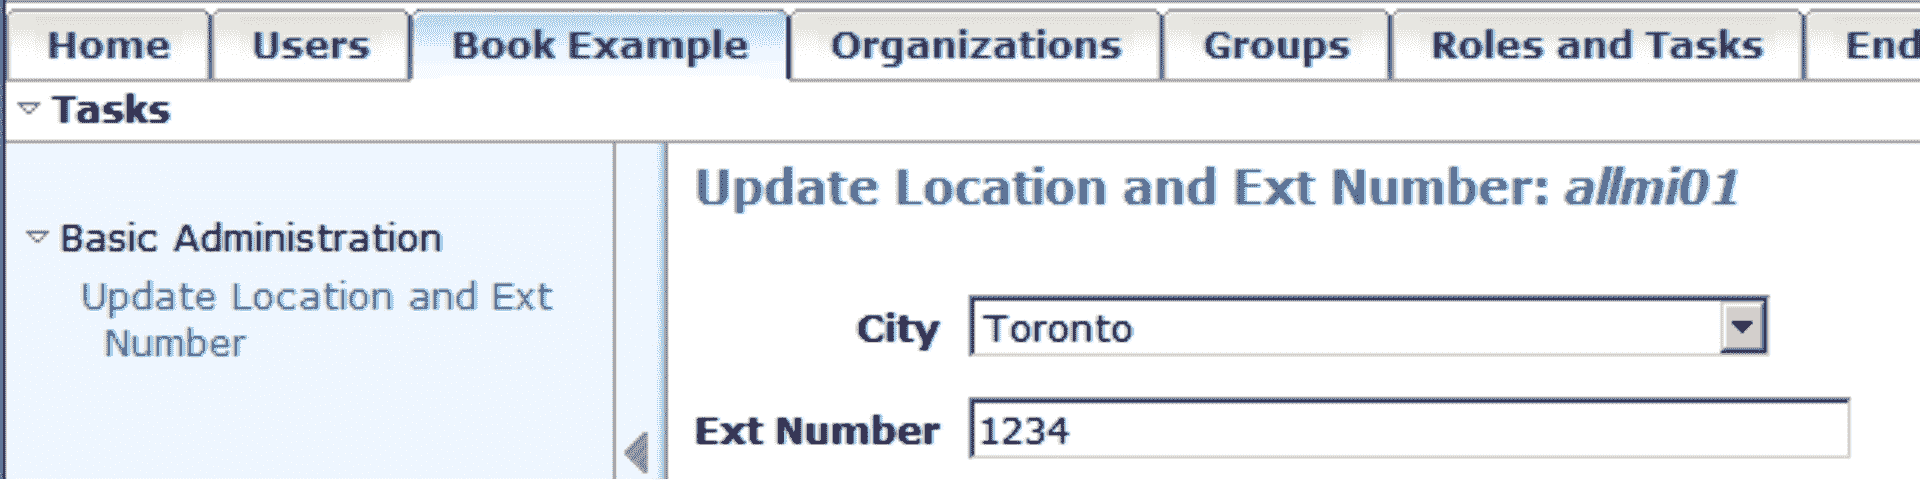 Home Users Book Example Organizations Groups Roles and Tasks End
Tasks
Basic Administration
Update Location and Ext
Number
Update Location and Ext Number: allmi01
City Toronto
Ext Number 1234